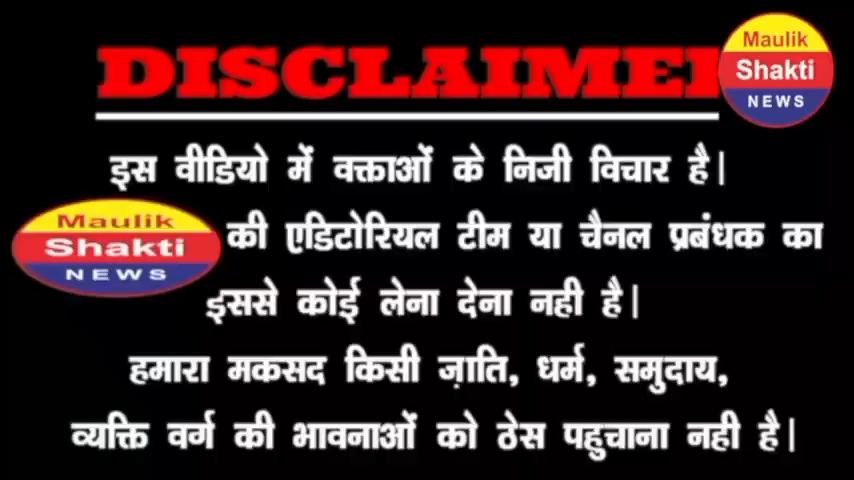 DISCLAIMER
Maulik
Shakti
NEWS
इस वीडियो में वक्ताओं के निजी विचार है|
Maulik
Shakti
NEWS
की एडिटोरियल टीम या चैनल प्रबंधक का
इससे कोई लेना देना नही है|
हमारा मकसद किसी ज़ाति, धर्म, समुदाय,
व्यक्ति वर्ग की भावनाओं को ठेस पहुचाना नही है|